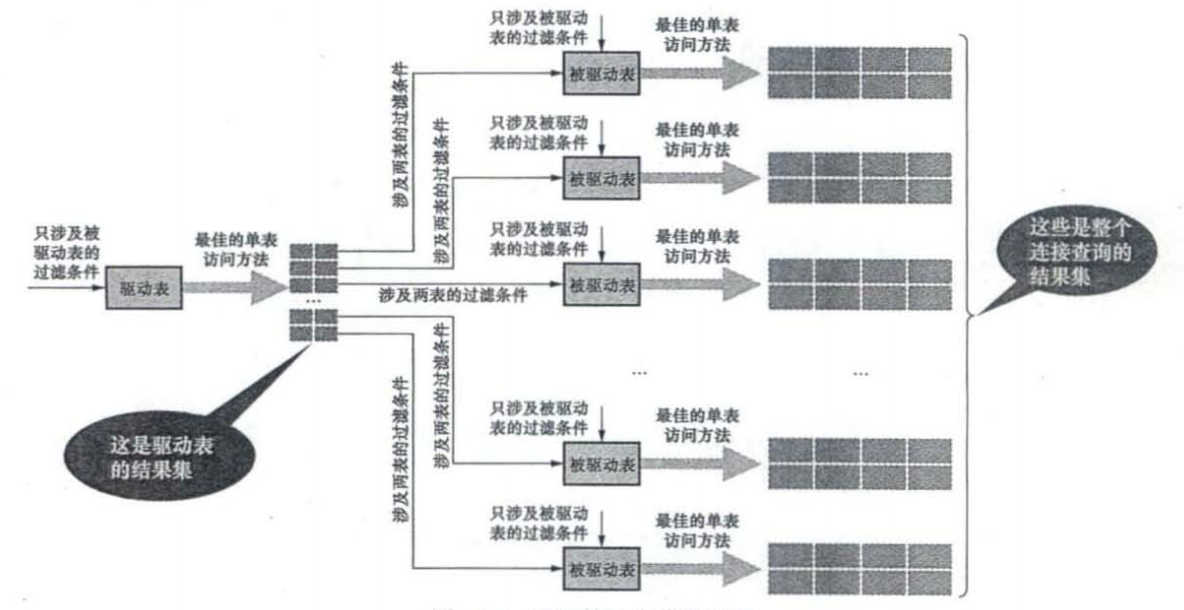 只涉及被驱动
表的过滤条件
最佳的单表
访问方法
被驱动表
涉及两表的过滤条件
只涉及被驱动
表的过滤条件
最佳的单表
访问方法
被驱动表
涉及两表的过滤条件
只涉及被
驱动表的
过滤条件
驱动表
最佳的单表
访问方法
...
只涉及被驱动
表的过滤条件
最佳的单表
访问方法
被驱动表
涉及两表的过滤条件
这些是整个
连接查询的
结果集
...
...
这是驱动表
的结果集
涉及两表的过滤条件
只涉及被驱动
表的过滤条件
最佳的单表
访问方法
被驱动表
涉及两表的过滤条件
只涉及被驱动
表的过滤条件
最佳的单表
访问方法
被驱动表